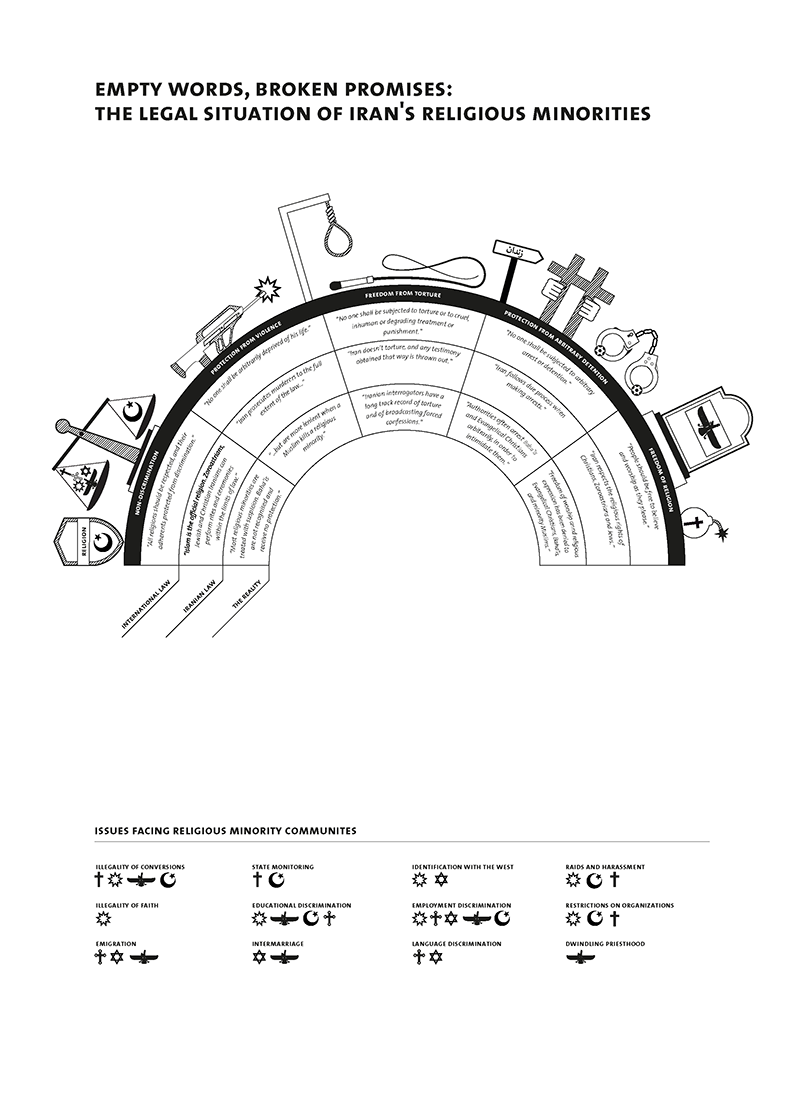 EMPTY WORDS, BROKEN PROMISES:
THE LEGAL SITUATION OF IRAN'S RELIGIOUS MINORITIES
RELIGION
زندان
NON-DISCRIMINATION
"All religions should be respected, and their
adherents protected from discrimination."
"Islam is the official religion. Zoroastrians,
Jewish and Christian Iranians can
perform rites and ceremonies
within the limits of law."
"Most religious minorities are
treated with suspicion. Baha'is
are not recognized and
receive no protection."
PROTECTION FROM VIOLENCE
"No one shall be arbitrarily deprived of his life."
"Iran prosecutes murderers to the full
extent of the law..."
"...but are more lenient when a
Muslim kills a religious
minority."
FREEDOM FROM TORTURE
"No one shall be subjected to torture or to cruel,
inhuman or degrading treatment or
punishment."
"Iran doesn't torture, and any testimony
obtained that way is thrown out."
"Iranian interrogators have a
long track record of torture
and of broadcasting forced
confessions."
PROTECTION FROM ARBITRARY DETENTION
"No one shall be subjected to arbitrary
arrest or detention."
"Iran follows due process when
making arrests."
"Authorities often arrest Baha'is
and Evangelical Christians
arbitrarily, in order to
intimidate them."
FREEDOM OF RELIGION
"People should be free to believe
and worship as they please."
"Iran respects the religious rights of
Christians, Zoroastrians and Jews."
"Freedom of worship and religious
expression has been denied to
Evangelical Christians, Baha'is,
and minority Muslims."
INTERNATIONAL LAW
IRANIAN LAW
THE REALITY
ISSUES FACING RELIGIOUS MINORITY COMMUNITES
ILLEGALITY OF CONVERSIONS
STATE MONITORING
IDENTIFICATION WITH THE WEST
RAIDS AND HARASSMENT
ILLEGALITY OF FAITH
EDUCATIONAL DISCRIMINATION
EMPLOYMENT DISCRIMINATION
RESTRICTIONS ON ORGANIZATIONS
EMIGRATION
INTERMARRIAGE
LANGUAGE DISCRIMINATION
DWINDLING PRIESTHOOD